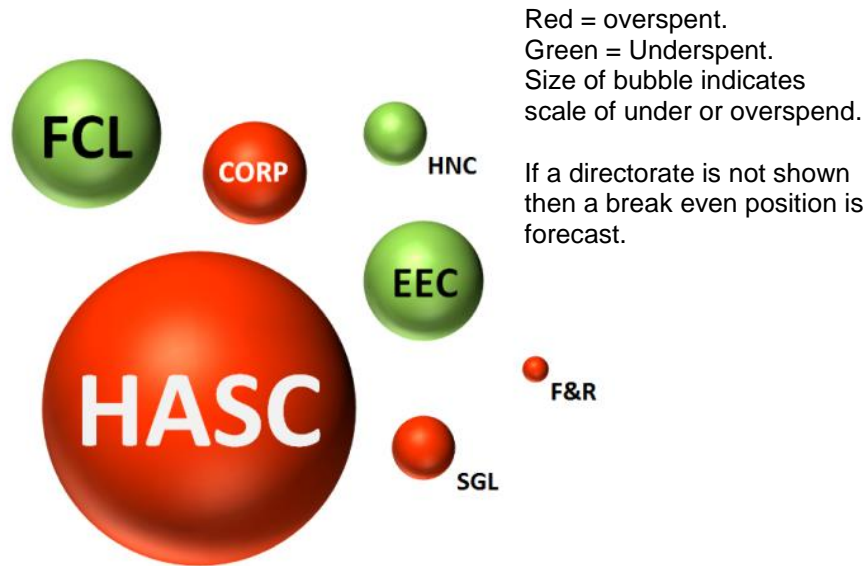 Red = overspent.
Green = Underspent.
Size of bubble indicates
scale of under or overspend.
If a directorate is not shown
then a break even position is
forecast.
FCL
CORP
HNC
EEC
HASC
F&R
SGL